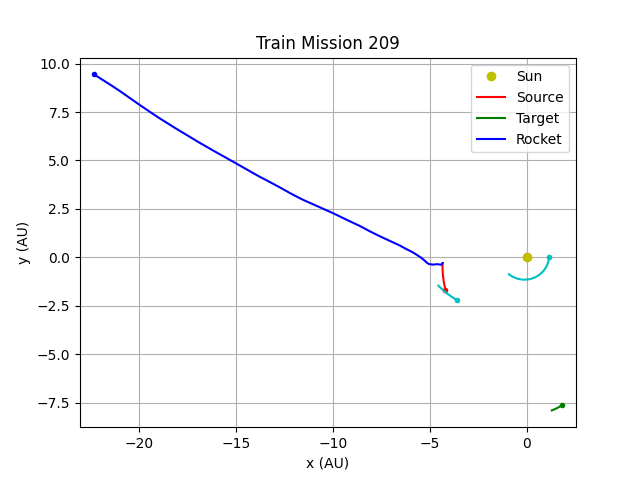 Train Mission 209
Sun
Source
Target
Rocket
10.0
7.5
5.0
2.5
0.0
−2.5
−5.0
−7.5
y (AU)
−20
−15
−10
−5
0
x (AU)